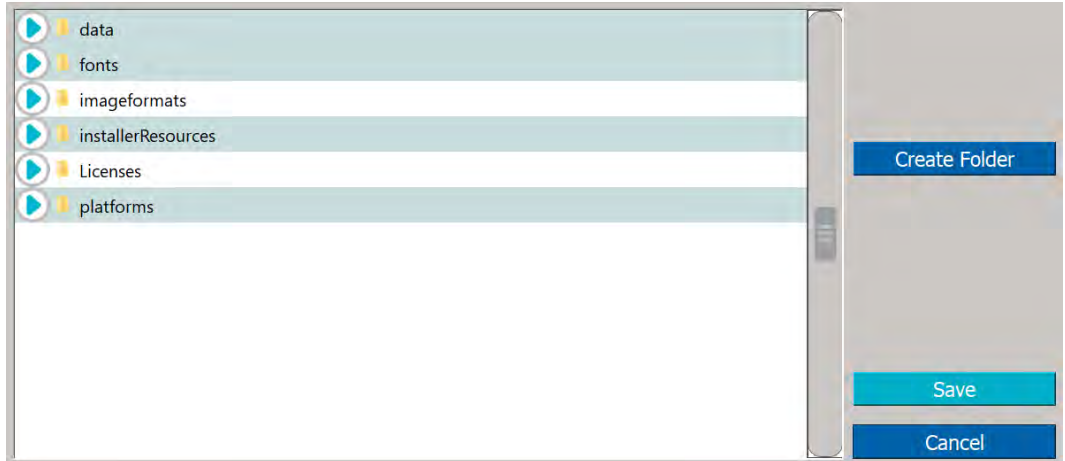 data
fonts
imageformats
installerResources
Licenses
platforms
Create Folder
Save
Cancel